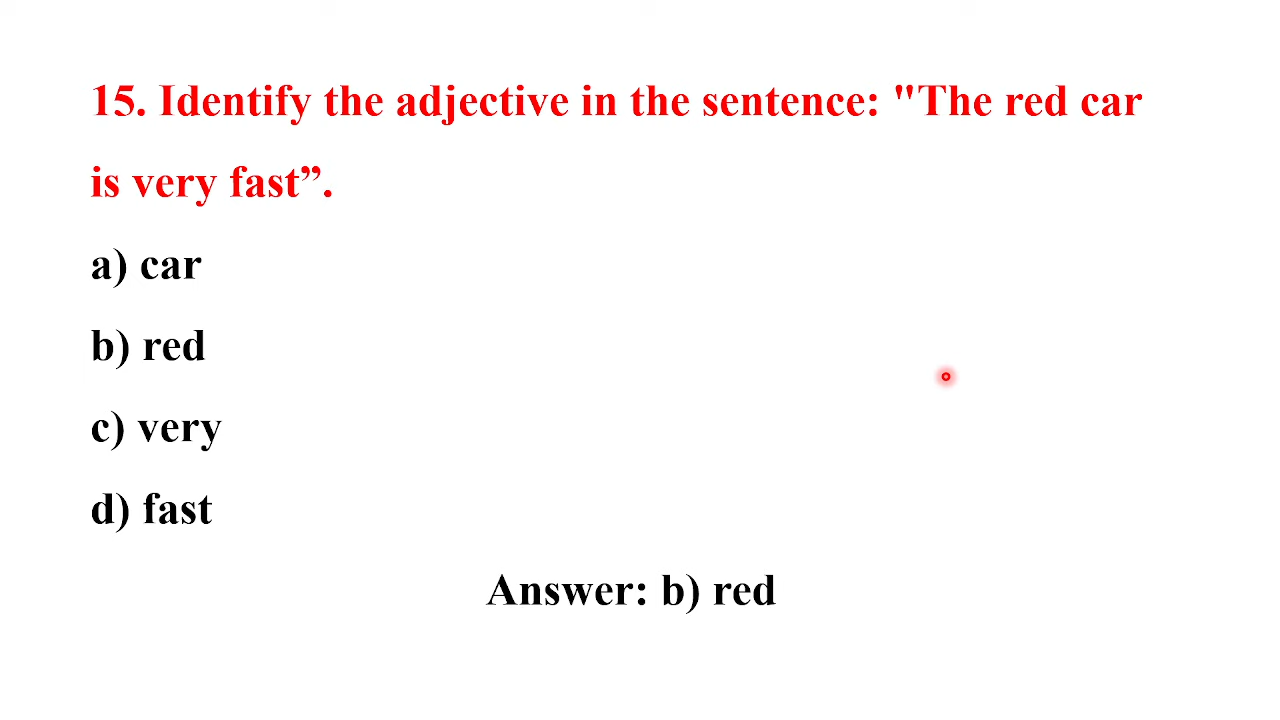 15. Identify the adjective in the sentence: "The red car
is very fast”.
a) car
b) red
c) very
d) fast
Answer: b) red